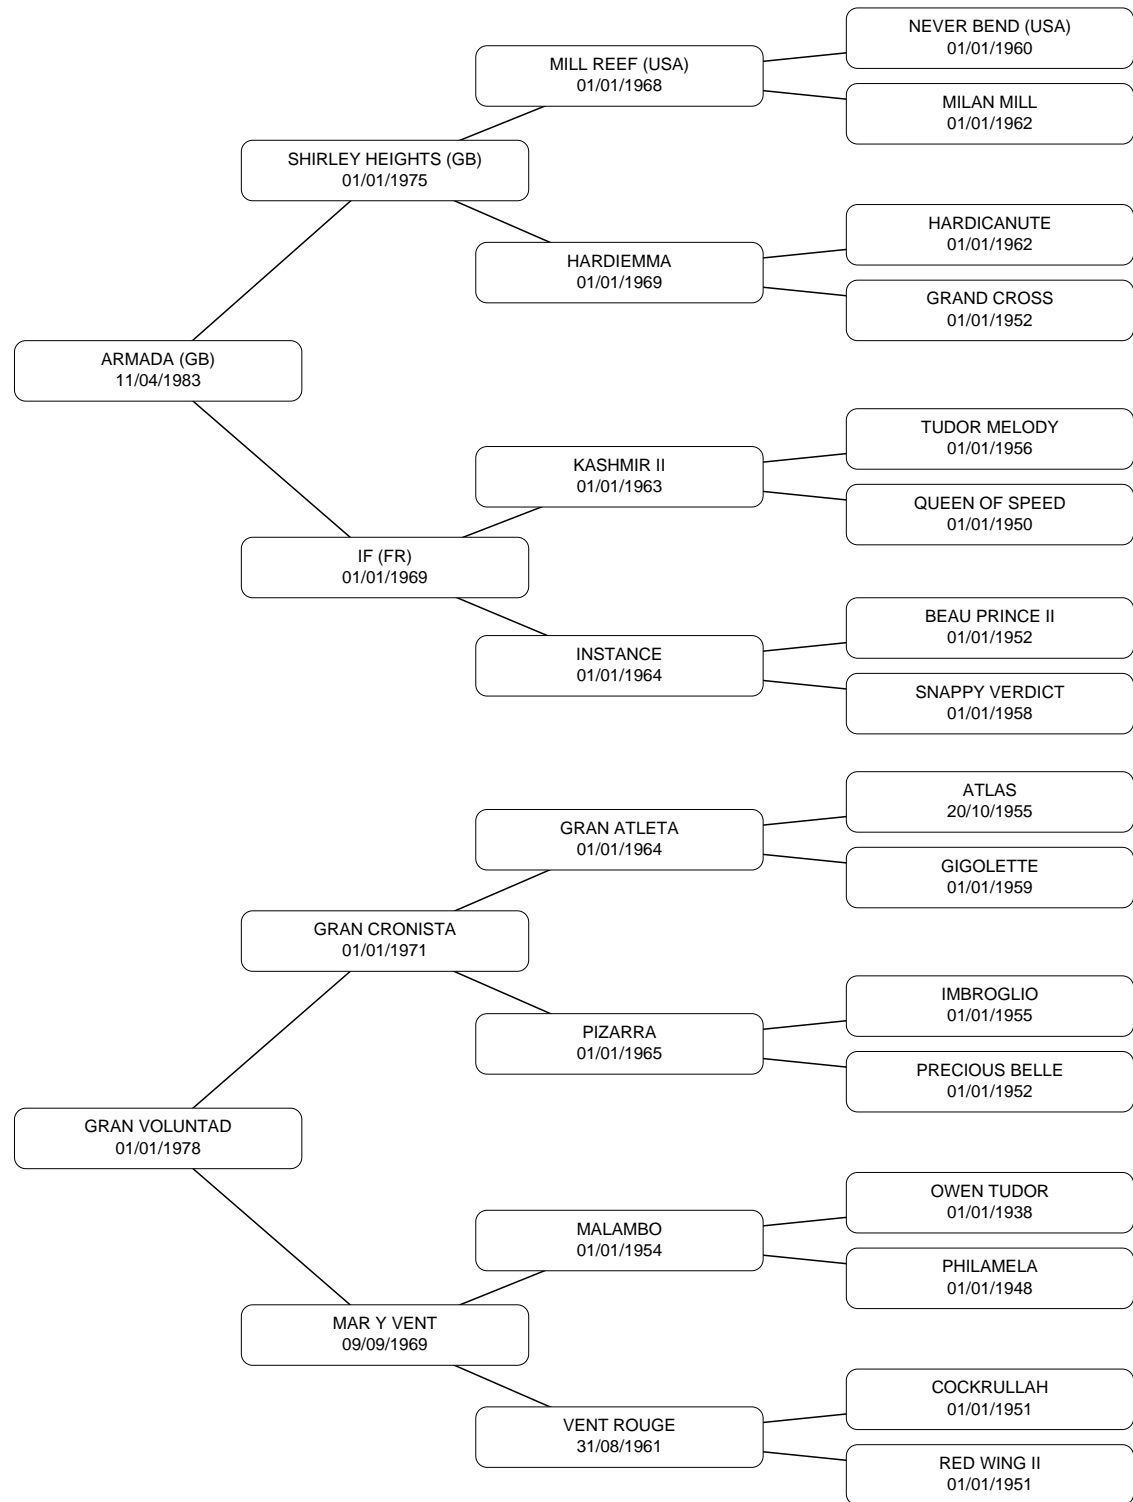 NEVER BEND (USA)
01/01/1960
MILL REEF (USA)
01/01/1968
MILAN MILL
01/01/1962
SHIRLEY HEIGHTS (GB)
01/01/1975
HARDICANUTE
01/01/1962
HARDIEMMA
01/01/1969
GRAND CROSS
01/01/1952
ARMADA (GB)
11/04/1983
TUDOR MELODY
01/01/1956
KASHMIR II
01/01/1963
QUEEN OF SPEED
01/01/1950
IF (FR)
01/01/1969
BEAU PRINCE II
01/01/1952
INSTANCE
01/01/1964
SNAPPY VERDICT
01/01/1958
ATLAS
20/10/1955
GRAN ATLETA
01/01/1964
GIGOLETTE
01/01/1959
GRAN CRONISTA
01/01/1971
IMBROGLIO
01/01/1955
PIZARRA
01/01/1965
PRECIOUS BELLE
01/01/1952
GRAN VOLUNTAD
01/01/1978
OWEN TUDOR
01/01/1938
MALAMBO
01/01/1954
PHILAMELA
01/01/1948
MAR Y VENT
09/09/1969
COCKRULLAH
01/01/1951
VENT ROUGE
31/08/1961
RED WING II
01/01/1951